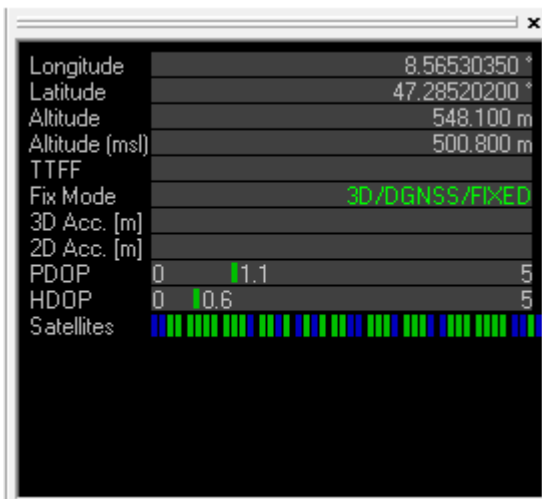 Longitude 8.56530350 °
Latitude 47.28520200 °
Altitude 548.100 m
Altitude (msl) 500.800 m
TTFF
Fix Mode 3D/DGNSS/FIXED
3D Acc. [m]
2D Acc. [m]
PDOP 0 1.1 5
HDOP 0 0.6 5
Satellites